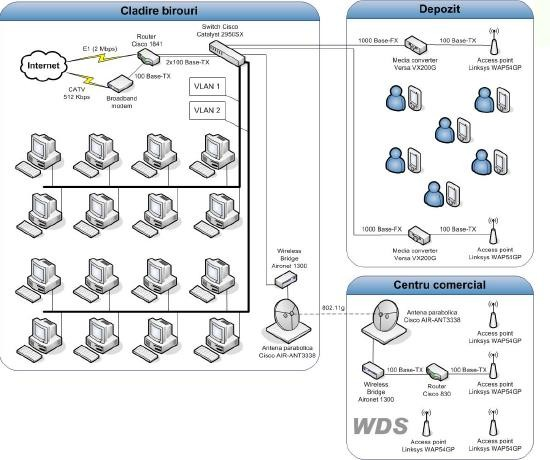 Cladire birouri
Switch Cisco
Catalyst 2950SX
Router
Cisco 1841
E1 (2 Mbps)
2x100 Base-TX
Internet
100 Base-TX
CATV
512 Kbps
Broadband
modem
VLAN 1
VLAN 2
Wireless
Bridge
Aironet 1300
Antena parabolica
Cisco AIR-ANT3338
802.11g
Depozit
1000 Base-FX
100 Base-TX
Media converter
Versa VX200G
Access point
Linksys WAP54GP
1000 Base-FX
100 Base-TX
Media converter
Versa VX200G
Access point
Linksys WAP54GP
Centru comercial
Antena parabolica
Cisco AIR-ANT3338
Access point
Linksys WAP54GP
100 Base-TX
100 Base-TX
Wireless
Bridge
Aironet 1300
Router
Cisco 830
Access point
Linksys WAP54GP
WDS
Access point
Linksys WAP54GP
Access point
Linksys WAP54GP